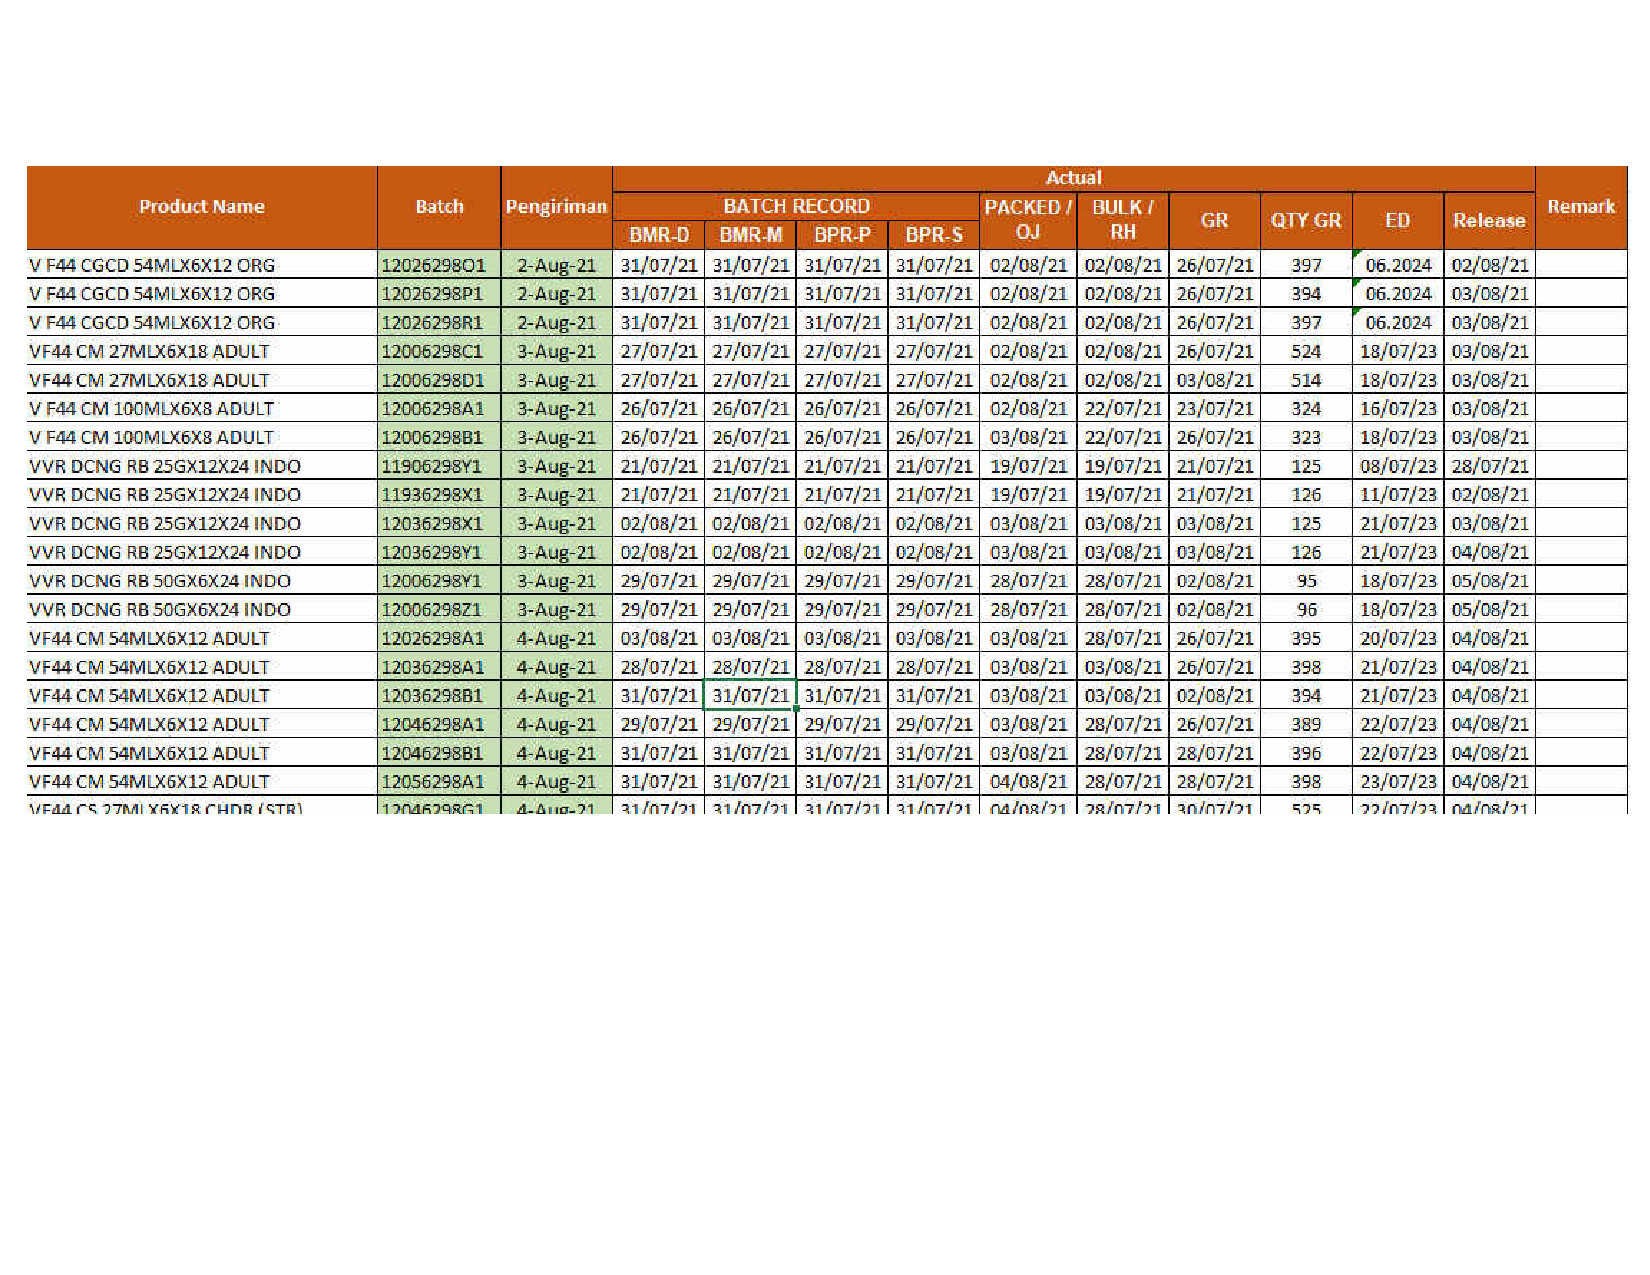 Actual
Product Name Batch Pengiriman BATCH RECORD PACKED / OJ BULK / RH GR QTY GR ED Release Remark
BMR-D BMR-M BPR-P BPR-S
V F44 CGCD 54MLX6X12 ORG 12026298O1 2-Aug-21 31/07/21 31/07/21 31/07/21 31/07/21 02/08/21 02/08/21 26/07/21 397 06.2024 02/08/21
V F44 CGCD 54MLX6X12 ORG 12026298P1 2-Aug-21 31/07/21 31/07/21 31/07/21 31/07/21 02/08/21 02/08/21 26/07/21 394 06.2024 03/08/21
V F44 CGCD 54MLX6X12 ORG 12026298R1 2-Aug-21 31/07/21 31/07/21 31/07/21 31/07/21 02/08/21 02/08/21 26/07/21 397 06.2024 03/08/21
VF44 CM 27MLX6X18 ADULT 12006298C1 3-Aug-21 27/07/21 27/07/21 27/07/21 27/07/21 02/08/21 02/08/21 26/07/21 524 18/07/23 03/08/21
VF44 CM 27MLX6X18 ADULT 12006298D1 3-Aug-21 27/07/21 27/07/21 27/07/21 27/07/21 02/08/21 02/08/21 03/08/21 514 18/07/23 03/08/21
V F44 CM 100MLX6X8 ADULT 12006298A1 3-Aug-21 26/07/21 26/07/21 26/07/21 26/07/21 02/08/21 22/07/21 23/07/21 324 16/07/23 03/08/21
V F44 CM 100MLX6X8 ADULT 12006298B1 3-Aug-21 26/07/21 26/07/21 26/07/21 26/07/21 03/08/21 22/07/21 26/07/21 323 18/07/23 03/08/21
VVR DCNG RB 25GX12X24 INDO 11906298Y1 3-Aug-21 21/07/21 21/07/21 21/07/21 21/07/21 19/07/21 19/07/21 21/07/21 125 08/07/23 28/07/21
VVR DCNG RB 25GX12X24 INDO 11936298X1 3-Aug-21 21/07/21 21/07/21 21/07/21 21/07/21 19/07/21 19/07/21 21/07/21 126 11/07/23 02/08/21
VVR DCNG RB 25GX12X24 INDO 12036298X1 3-Aug-21 02/08/21 02/08/21 02/08/21 02/08/21 03/08/21 03/08/21 03/08/21 125 21/07/23 03/08/21
VVR DCNG RB 25GX12X24 INDO 12036298Y1 3-Aug-21 02/08/21 02/08/21 02/08/21 02/08/21 03/08/21 03/08/21 03/08/21 126 21/07/23 04/08/21
VVR DCNG RB 50GX6X24 INDO 12006298Y1 3-Aug-21 29/07/21 29/07/21 29/07/21 29/07/21 28/07/21 28/07/21 02/08/21 95 18/07/23 05/08/21
VVR DCNG RB 50GX6X24 INDO 12006298Z1 3-Aug-21 29/07/21 29/07/21 29/07/21 29/07/21 28/07/21 28/07/21 02/08/21 96 18/07/23 05/08/21
VF44 CM 54MLX6X12 ADULT 12026298A1 4-Aug-21 03/08/21 03/08/21 03/08/21 03/08/21 03/08/21 28/07/21 26/07/21 395 20/07/23 04/08/21
VF44 CM 54MLX6X12 ADULT 12036298A1 4-Aug-21 28/07/21 28/07/21 28/07/21 28/07/21 03/08/21 03/08/21 26/07/21 398 21/07/23 04/08/21
VF44 CM 54MLX6X12 ADULT 12036298B1 4-Aug-21 31/07/21 31/07/21 31/07/21 31/07/21 03/08/21 03/08/21 02/08/21 394 21/07/23 04/08/21
VF44 CM 54MLX6X12 ADULT 12046298A1 4-Aug-21 29/07/21 29/07/21 29/07/21 29/07/21 03/08/21 28/07/21 26/07/21 389 22/07/23 04/08/21
VF44 CM 54MLX6X12 ADULT 12046298B1 4-Aug-21 31/07/21 31/07/21 31/07/21 31/07/21 03/08/21 28/07/21 28/07/21 396 22/07/23 04/08/21
VF44 CM 54MLX6X12 ADULT 12056298A1 4-Aug-21 31/07/21 31/07/21 31/07/21 31/07/21 04/08/21 28/07/21 28/07/21 398 23/07/23 04/08/21
VF44 CS 27MLX6X18 CHDR (STR) 12046298G1 4-Aug-21 31/07/21 31/07/21 31/07/21 31/07/21 04/08/21 28/07/21 30/07/21 525 22/07/23 04/08/21